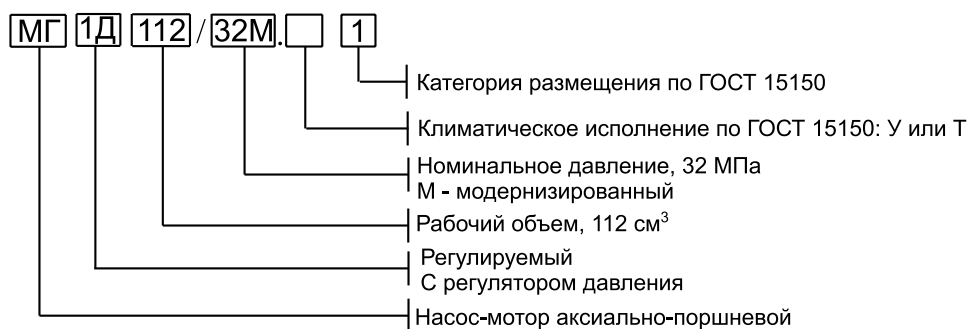 МГ 1Д 112 / 32М. 1
Категория размещения по ГОСТ 15150
Климатическое исполнение по ГОСТ 15150: У или Т
Номинальное давление, 32 МПа
М - модернизированный
Рабочий объем, 112 см³
Регулируемый
С регулятором давления
Насос-мотор аксиально-поршневой